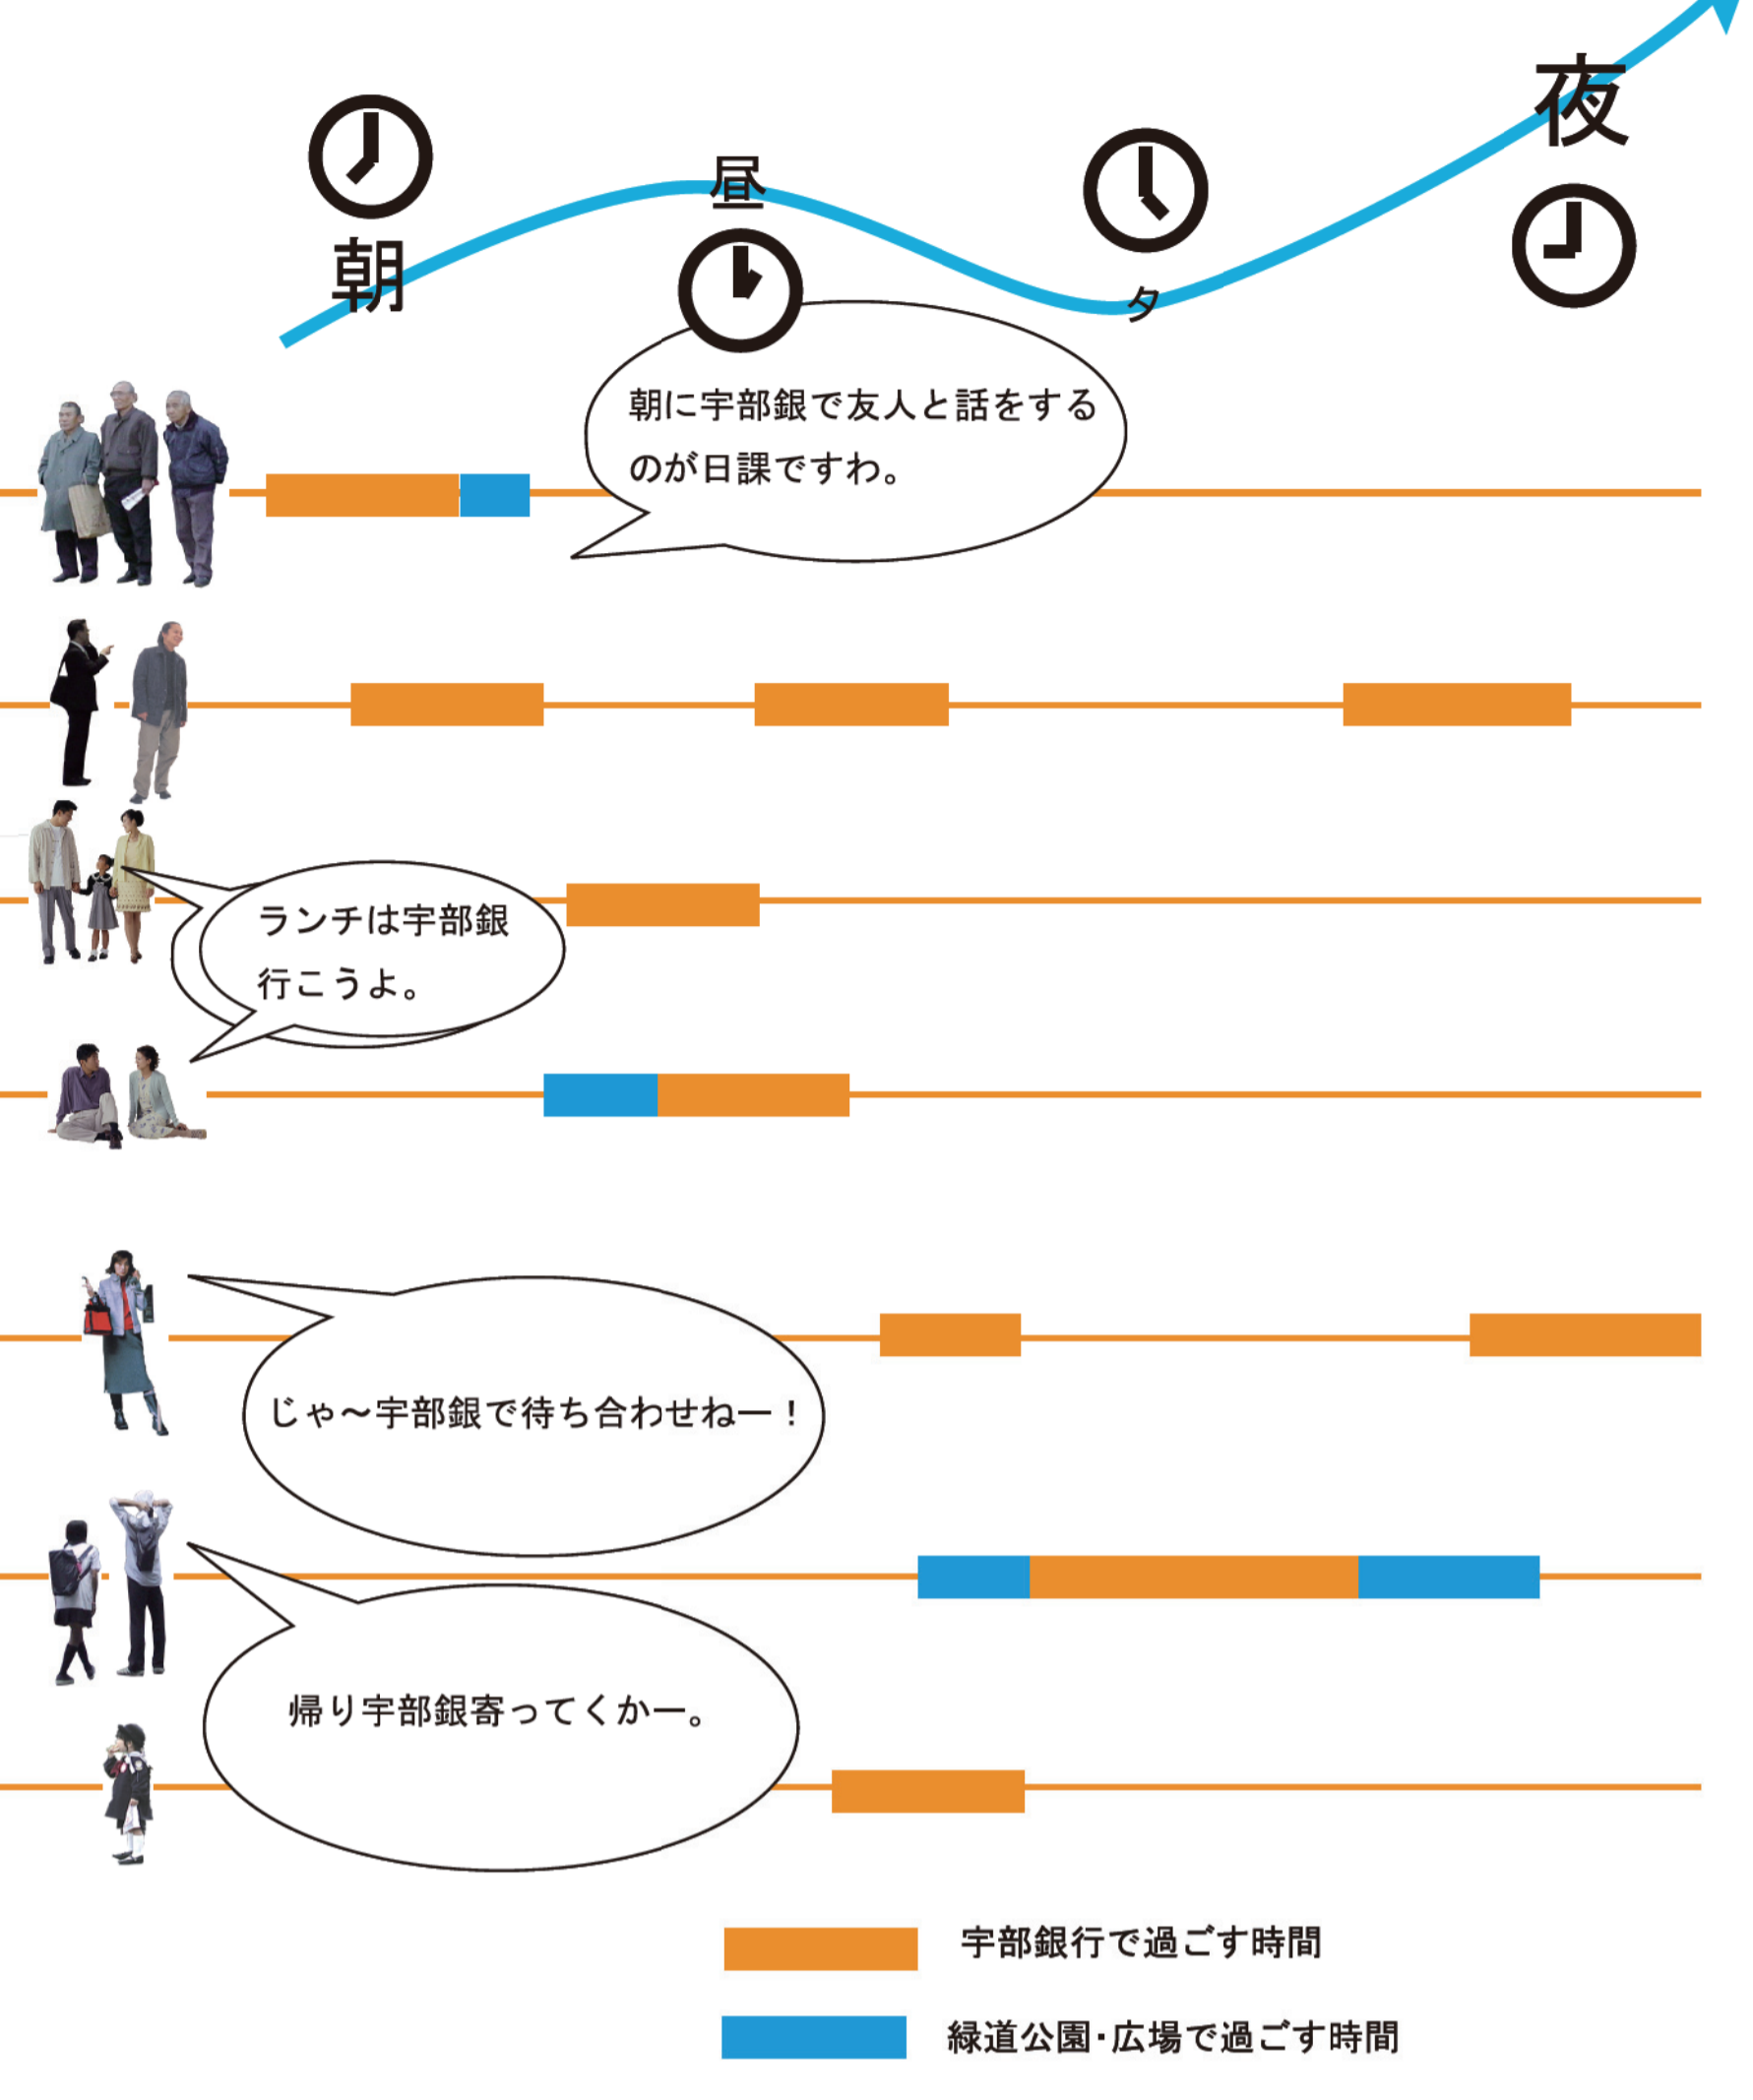 朝
昼
夕
夜
朝に宇部銀で友人と話をする
のが日課ですわ。
ランチは宇部銀
行こうよ。
じゃ～宇部銀で待ち合わせねー！
帰り宇部銀寄ってくかー。
宇部銀行で過ごす時間
緑道公園・広場で過ごす時間